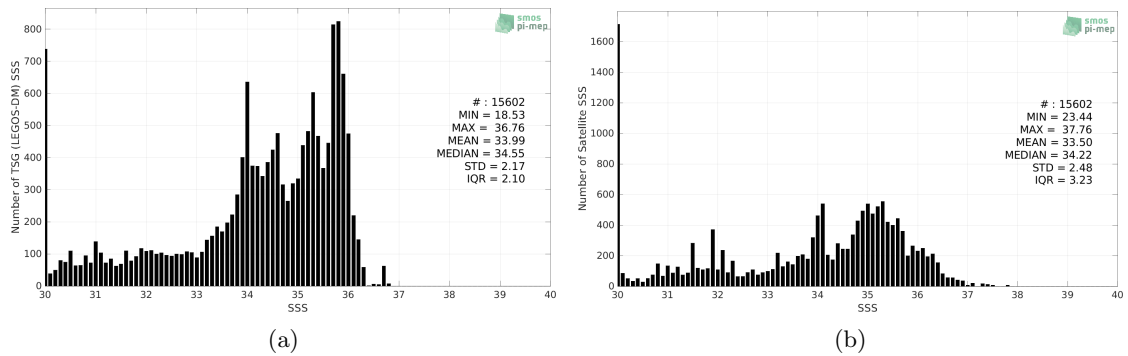 Number of TSG (LEGOS-DM) SSS
800
700
600
500
400
300
200
100
0
30 31 32 33 34 35 36 37 38 39 40
SSS
smos
pi-mep
# : 15602
MIN = 18.53
MAX = 36.76
MEAN = 33.99
MEDIAN = 34.55
STD = 2.17
IQR = 2.10
(a)
Number of Satellite SSS
1600
1400
1200
1000
800
600
400
200
0
30 31 32 33 34 35 36 37 38 39 40
SSS
smos
pi-mep
# : 15602
MIN = 23.44
MAX = 37.76
MEAN = 33.50
MEDIAN = 34.22
STD = 2.48
IQR = 3.23
(b)